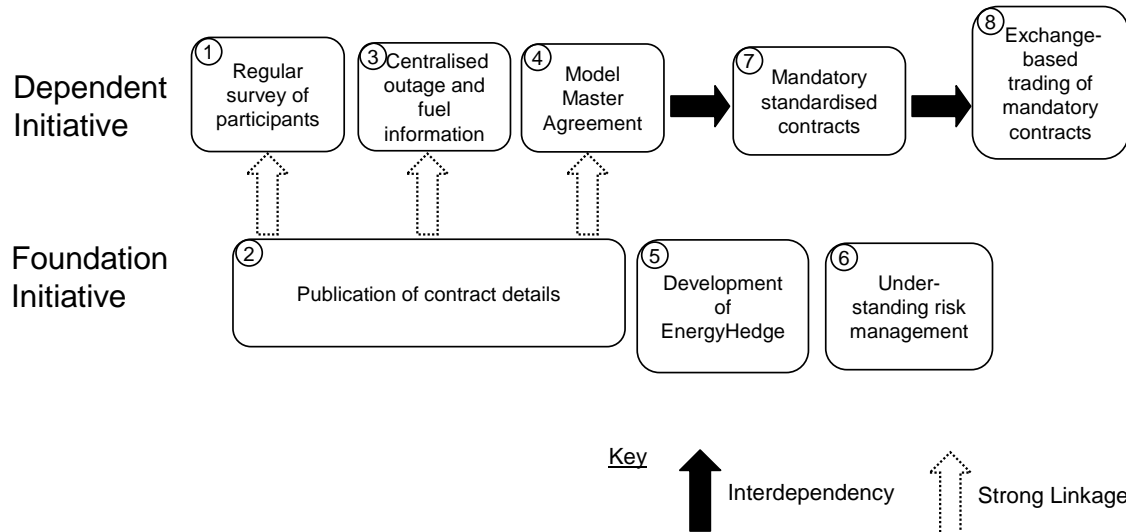 Dependent
Initiative
1
Regular
survey of
participants
3
Centralised
outage and
fuel
information
4
Model
Master
Agreement
7
Mandatory
standardised
contracts
8
Exchange-
based
trading of
mandatory
contracts
Foundation
Initiative
2
Publication of contract details
5
Development
of
EnergyHedge
6
Under-
standing risk
management
Key
Interdependency
Strong Linkage